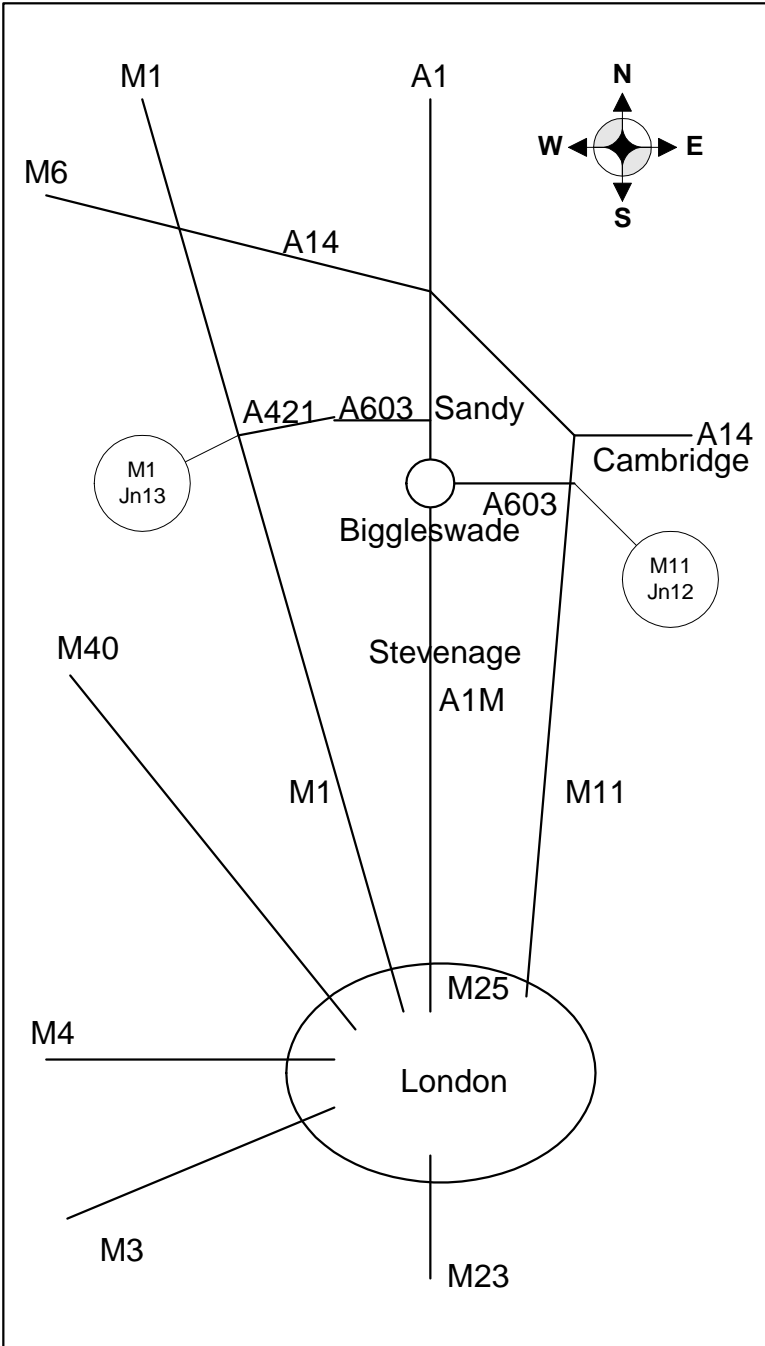 M1
A1
N
W
E
S
M6
A14
A421
A603
Sandy
A14
Cambridge
M1
Jn13
A603
Biggleswade
M11
Jn12
M40
Stevenage
A1M
M1
M11
M25
M4
London
M3
M23